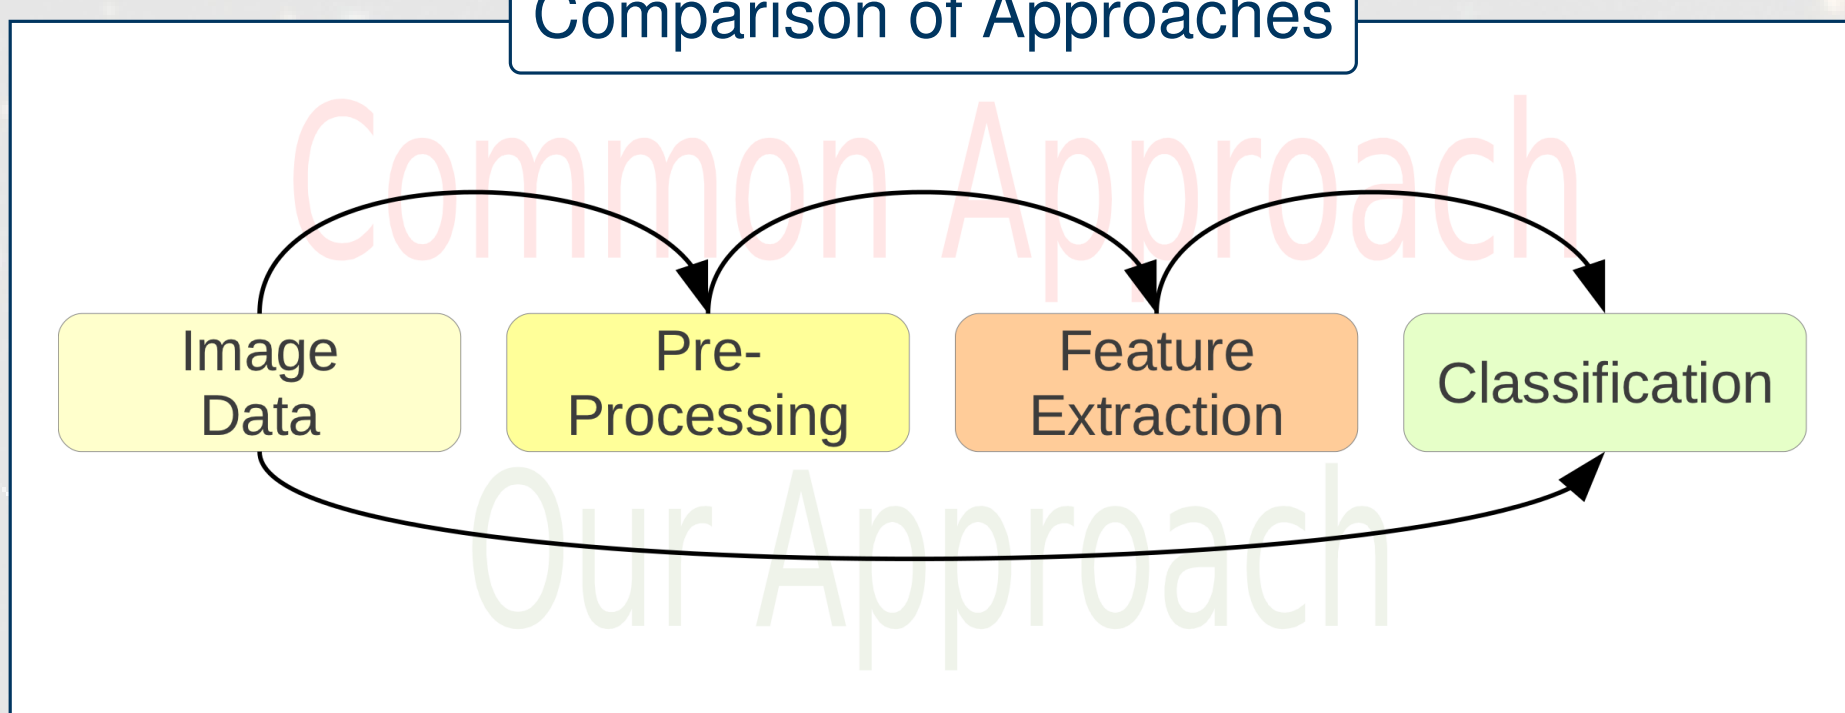 Comparison of Approaches
Common Approach
Image
Data
Pre-
Processing
Feature
Extraction
Classification
Our Approach